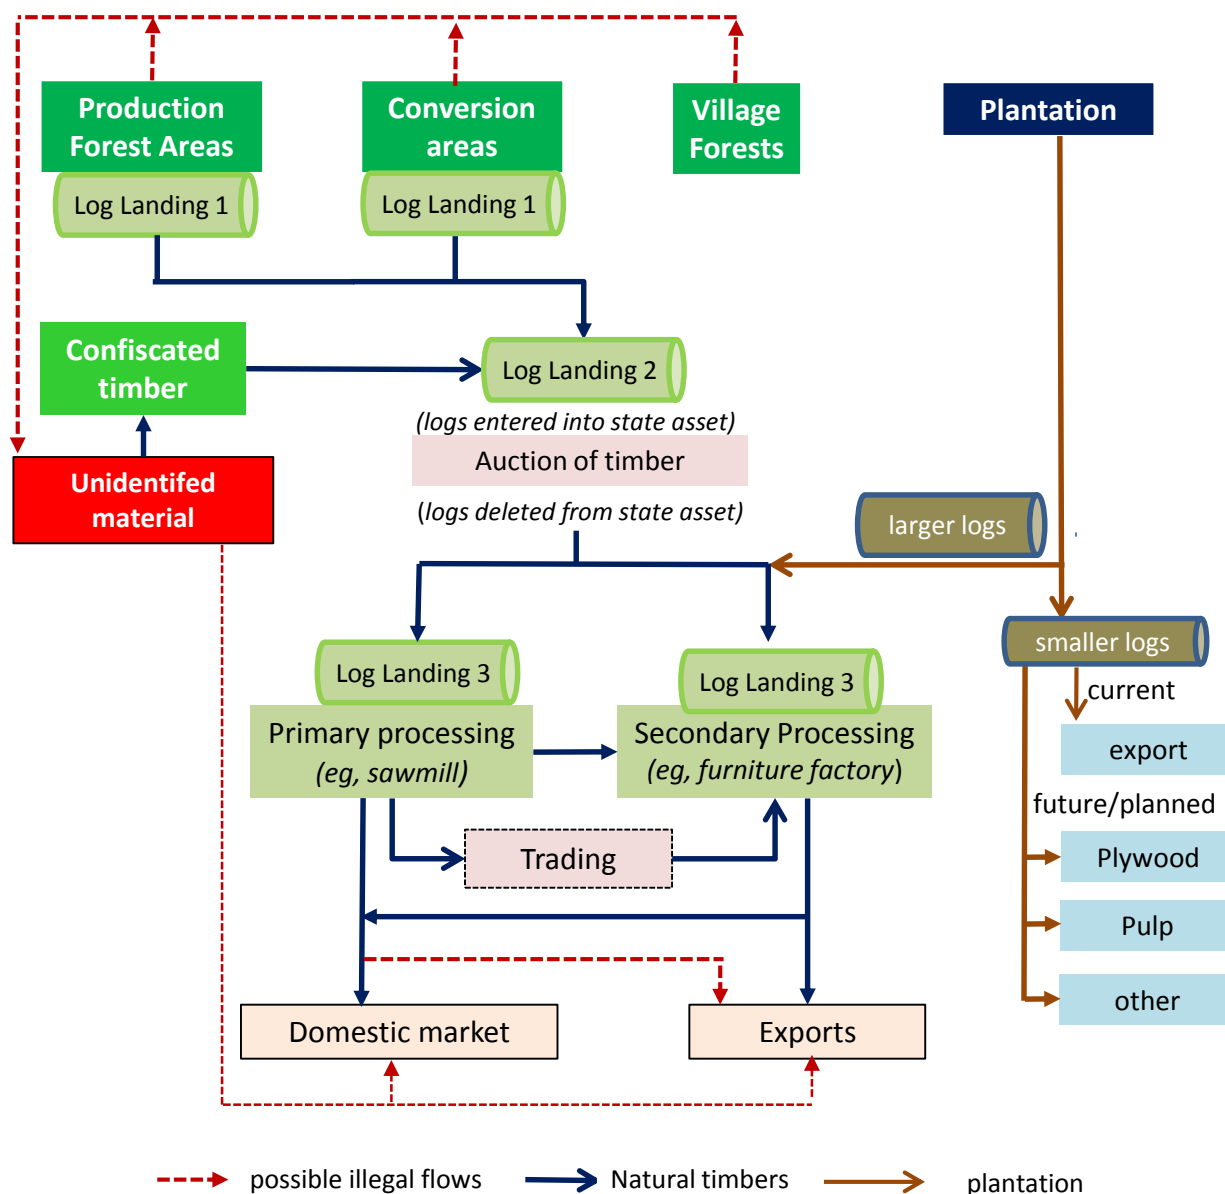 Production
Forest Areas
Conversion
areas
Village
Forests
Plantation
Log Landing 1
Log Landing 1
Confiscated
timber
Log Landing 2
(logs entered into state asset)
Auction of timber
(logs deleted from state asset)
Unidentifed
material
larger logs
smaller logs
Log Landing 3
Log Landing 3
current
Primary processing
(eg, sawmill)
Secondary Processing
(eg, furniture factory)
export
future/planned
Trading
Plywood
Pulp
other
Domestic market
Exports
possible illegal flows
Natural timbers
plantation